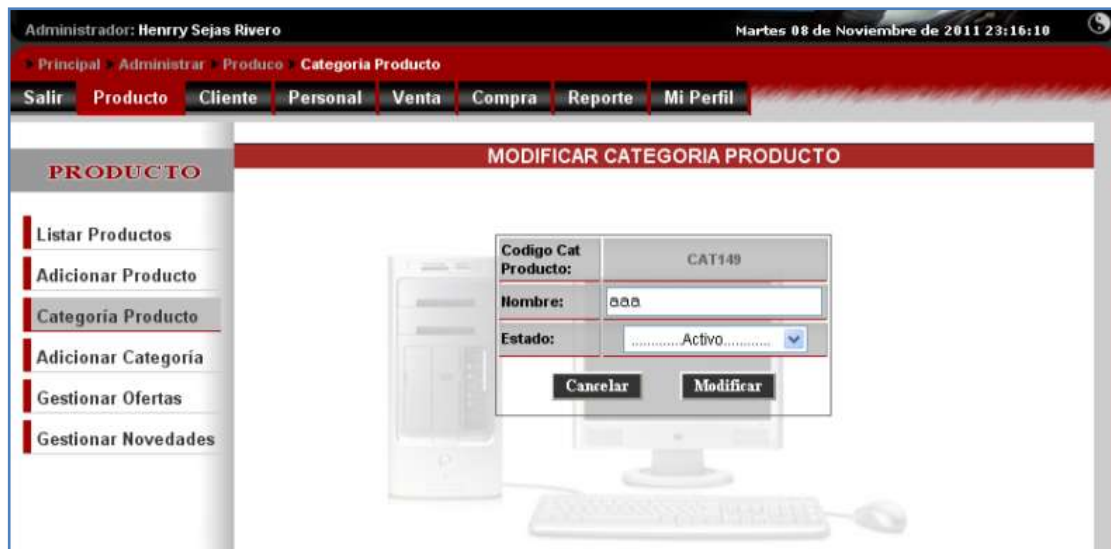 Administrador: Henrry Sejas Rivero
Martes 08 de Noviembre de 2011 23:16:10
Principal Administrar Produco Categoria Producto
Salir Producto Cliente Personal Venta Compra Reporte Mi Perfil
PRODUCTO
Listar Productos
Adicionar Producto
Categoría Producto
Adicionar Categoría
Gestionar Ofertas
Gestionar Novedades
MODIFICAR CATEGORIA PRODUCTO
Codigo Cat Producto: CAT149
Nombre: aaa
Estado: ............Activo............
Cancelar Modificar